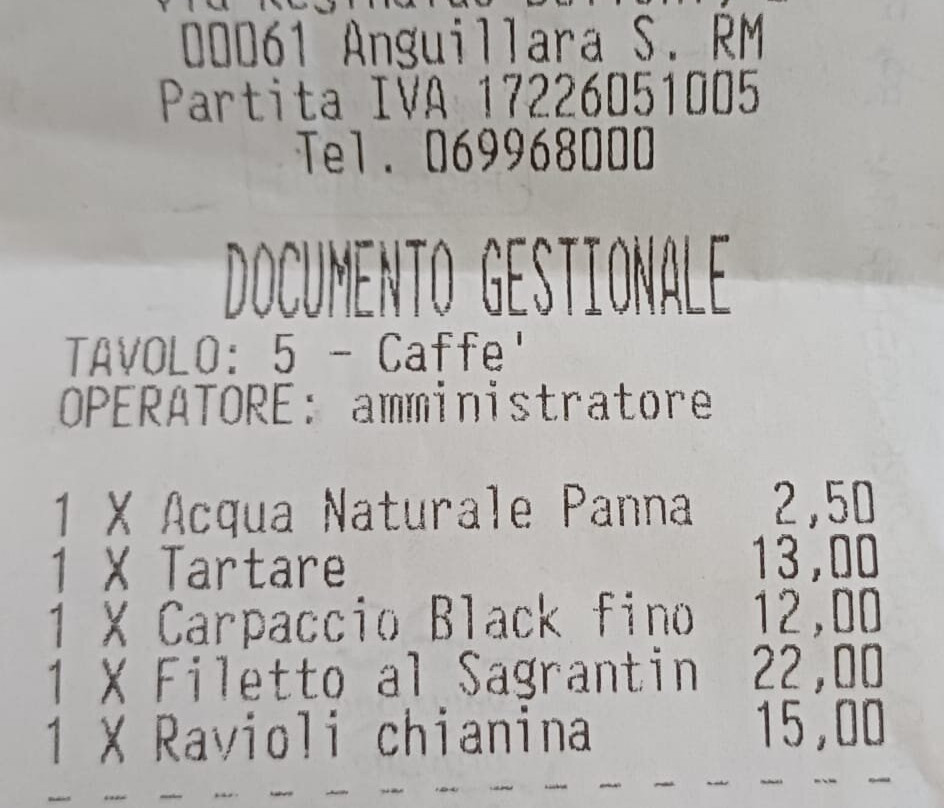 00061 Anguillara S. RM
Partita IVA 17226051005
Tel. 069968000
DOCUMENTO GESTIONALE
TAVOLO: 5 - Caffe'
OPERATORE: amministratore
1 X Acqua Naturale Panna 2,50
1 X Tartare 13,00
1 X Carpaccio Black fino 12,00
1 X Filetto al Sagrantin 22,00
1 X Ravioli chianina 15,00